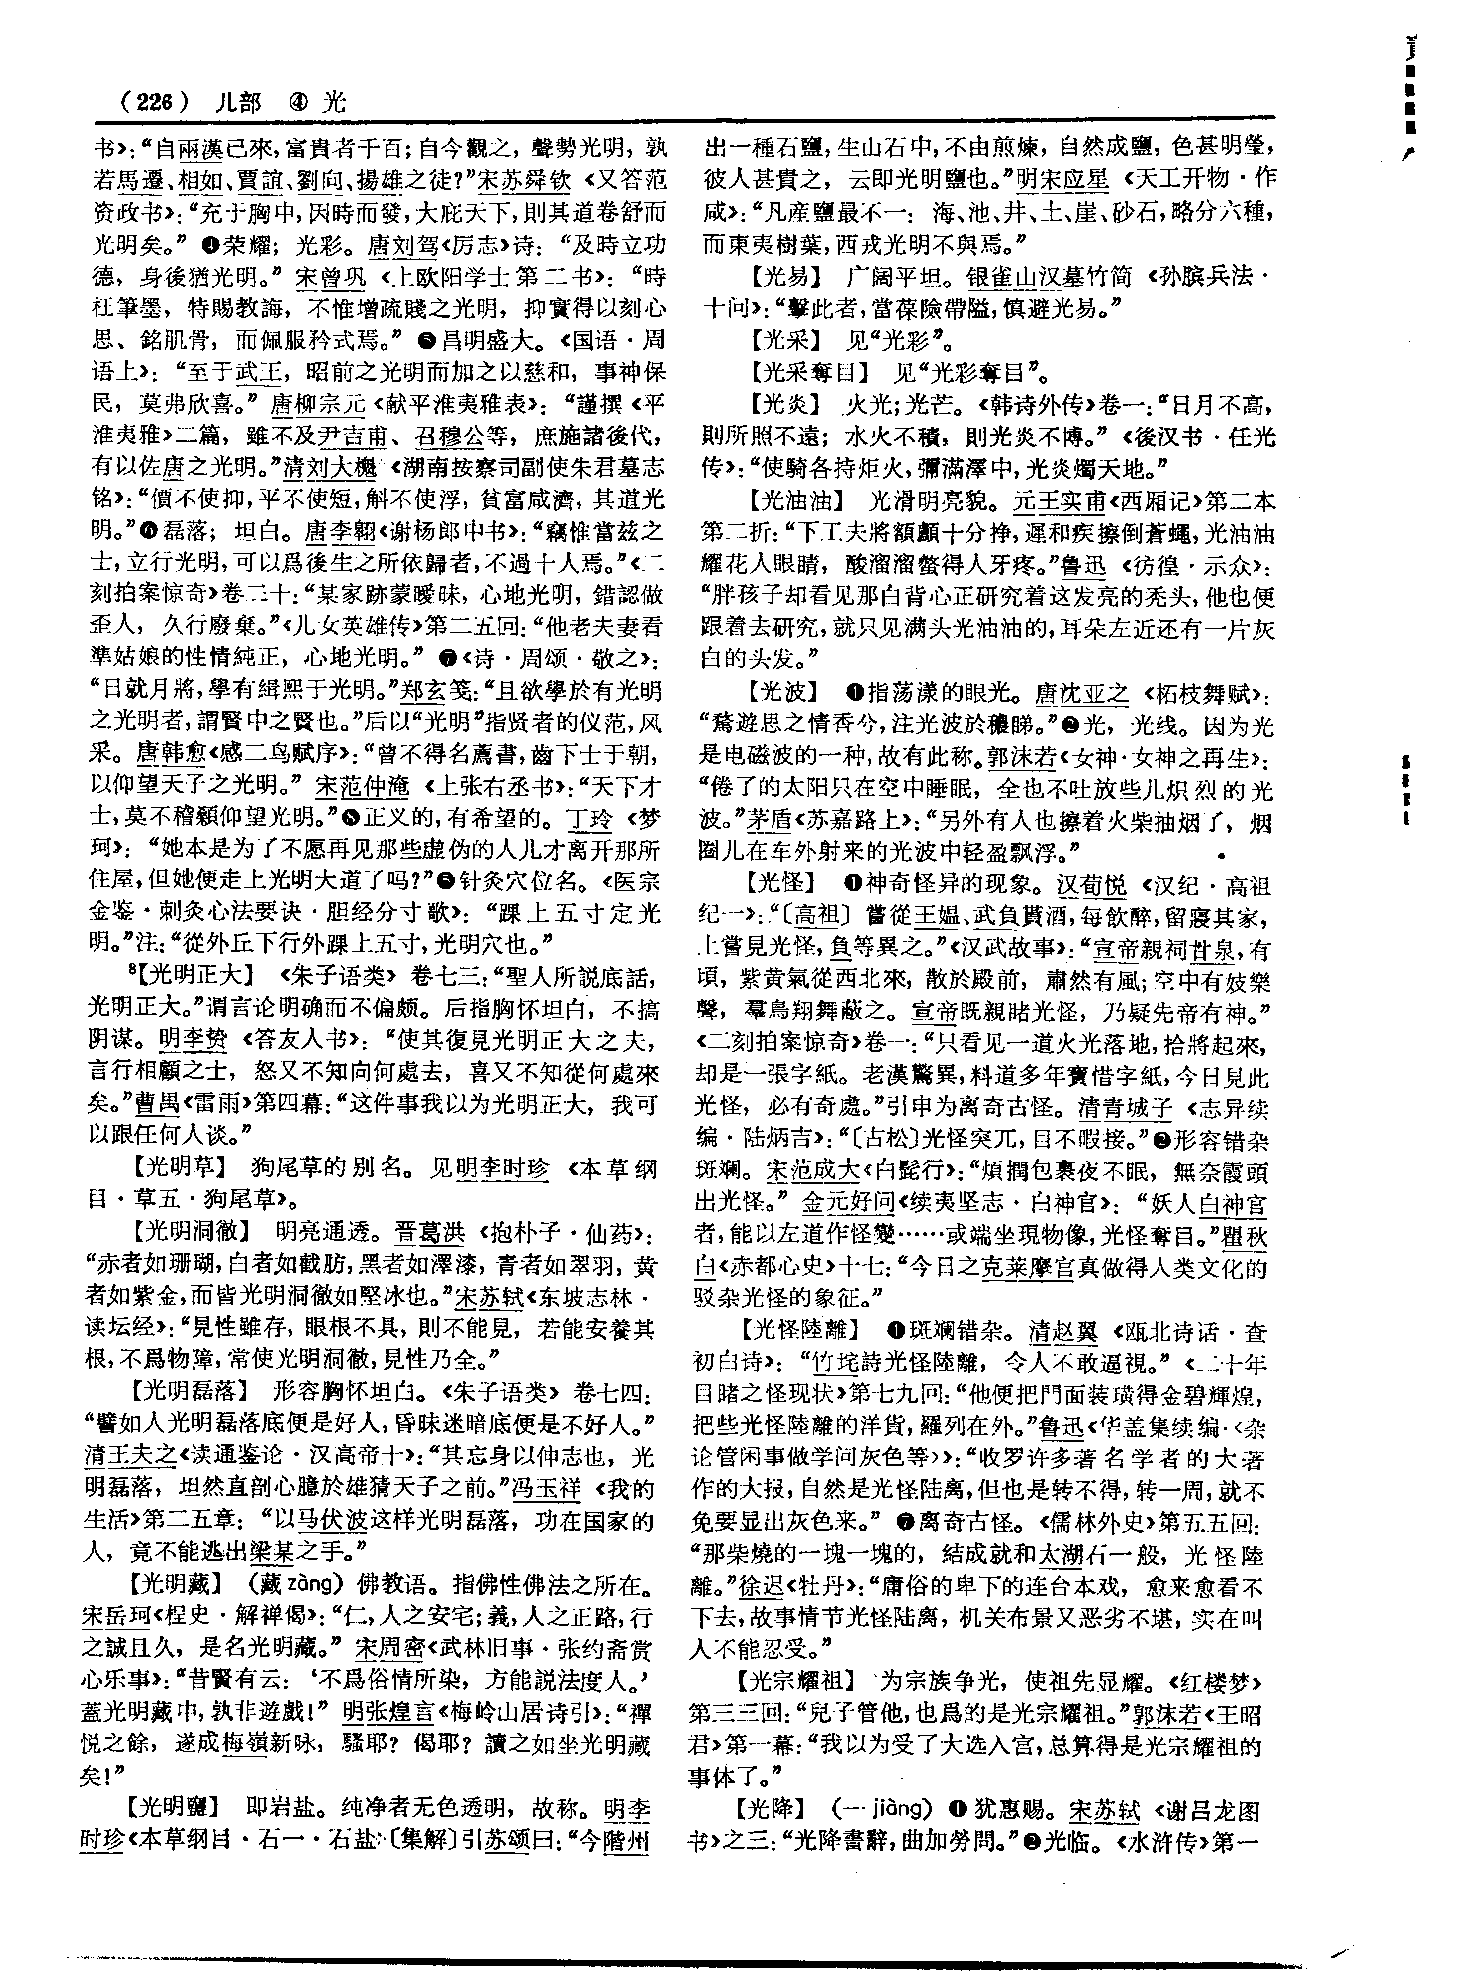 （226） 儿部 ④ 光
书》：“自兩漢已來，富貴者千百；自今觀之，聲勢光明，孰
若馬遷、相如、賈誼、劉向、揚雄之徒？”宋苏舜钦《又答范
资政书》：“充于胸中，因時而發，大庇天下，則其道卷舒而
光明矣。”❹荣耀；光彩。唐刘驾《厉志》诗：“及時立功
德，身後猶光明。”宋曾巩《上欧阳学士第二书》：“時
枉筆墨，特賜教誨，不惟增疏賤之光明，抑實得以刻心
思、銘肌骨，而佩服矜式焉。”❺昌明盛大。《国语·周
语上》：“至于武王，昭前之光明而加之以慈和，事神保
民，莫弗欣喜。”唐柳宗元《献平淮夷雅表》：“謹撰《平
淮夷雅》二篇，雖不及尹吉甫、召穆公等，庶施諸後代，
有以佐唐之光明。”清刘大櫆《湖南按察司副使朱君墓志
铭》：“價不使抑，平不使短，斛不使浮，貧富咸濟，其道光
明。”❻磊落；坦白。唐李翱《谢杨郎中书》：“竊惟當兹之
士，立行光明，可以爲後生之所依歸者，不過十人焉。”《二
刻拍案惊奇》卷三十：“某家跡蒙曖昧，心地光明，錯認做
歪人，久行廢棄。”《儿女英雄传》第二五回：“他老夫妻看
準姑娘的性情純正，心地光明。”❼《诗·周颂·敬之》：
“日就月將，學有緝熙于光明。”郑玄笺：“且欲學於有光明
之光明者，謂賢中之賢也。”后以“光明”指贤者的仪范，风
采。唐韩愈《感二鸟赋序》：“曾不得名薦書，齒下士于朝，
以仰望天子之光明。”宋范仲淹《上张右丞书》：“天下才
士，莫不稽顙仰望光明。”❽正义的，有希望的。丁玲《梦
珂》：“她本是为了不愿再见那些虚伪的人儿才离开那所
住屋，但她便走上光明大道了吗？”❾针灸穴位名。《医宗
金鉴·刺灸心法要诀·胆经分寸歌》：“踝上五寸定光
明。”注：“從外丘下行外踝上五寸，光明穴也。”
⁸【光明正大】 《朱子语类》卷七三：“聖人所説底話，
光明正大。”谓言论明确而不偏颇。后指胸怀坦白，不搞
阴谋。明李贽《答友人书》：“使其復見光明正大之夫，
言行相顧之士，怒又不知向何處去，喜又不知從何處來
矣。”曹禺《雷雨》第四幕：“这件事我以为光明正大，我可
以跟任何人谈。”
【光明草】 狗尾草的别名。见明李时珍《本草纲
目·草五·狗尾草》。
【光明洞徹】 明亮通透。晋葛洪《抱朴子·仙药》：
“赤者如珊瑚，白者如截肪，黑者如澤漆，青者如翠羽，黄
者如紫金，而皆光明洞徹如堅冰也。”宋苏轼《东坡志林·
读坛经》：“見性雖存，眼根不具，則不能見，若能安養其
根，不爲物障，常使光明洞徹，見性乃全。”
【光明磊落】 形容胸怀坦白。《朱子语类》卷七四：
“譬如人光明磊落底便是好人，昏昧迷暗底便是不好人。”
清王夫之《读通鉴论·汉高帝十》：“其忘身以伸志也，光
明磊落，坦然直剖心臆於雄猜天子之前。”冯玉祥《我的
生活》第二五章：“以马伏波这样光明磊落，功在国家的
人，竟不能逃出梁某之手。”
【光明藏】 （藏 zàng）佛教语。指佛性佛法之所在。
宋岳珂《桯史·解禅偈》：“仁，人之安宅；義，人之正路，行
之誠且久，是名光明藏。”宋周密《武林旧事·张约斋赏
心乐事》：“昔賢有云：‘不爲俗情所染，方能説法度人。’
蓋光明藏中，孰非遊戲！”明张煌言《梅岭山居诗引》：“禪
悦之餘，遂成梅嶺新咏，騷耶？偈耶？讀之如坐光明藏
矣！”
【光明鹽】 即岩盐。纯净者无色透明，故称。明李
时珍《本草纲目·石一·石盐》〔集解〕引苏颂曰：“今階州
出一種石鹽，生山石中，不由煎煉，自然成鹽，色甚明瑩，
彼人甚貴之，云即光明鹽也。”明宋应星《天工开物·作
咸》：“凡産鹽最不一：海、池、井、土、崖、砂石，略分六種，
而東夷樹葉，西戎光明不與焉。”
【光易】 广阔平坦。银雀山汉墓竹简《孙膑兵法·
十问》：“擊此者，當葆險帶隘，慎避光易。”
【光采】 见“光彩”。
【光采奪目】 见“光彩奪目”。
【光炎】 火光；光芒。《韩诗外传》卷一：“日月不高，
則所照不遠；水火不積，則光炎不博。”《後汉书·任光
传》：“使騎各持炬火，彌滿澤中，光炎燭天地。”
【光油油】 光滑明亮貌。元王实甫《西厢记》第二本
第二折：“下工夫將額顱十分挣，遲和疾擦倒蒼蠅，光油油
耀花人眼睛，酸溜溜螫得人牙疼。”鲁迅《彷徨·示众》：
“胖孩子却看见那白背心正研究着这发亮的秃头，他也便
跟着去研究，就只见满头光油油的，耳朵左近还有一片灰
白的头发。”
【光波】 ❶指荡漾的眼光。唐沈亚之《柘枝舞赋》：
“鶩遊思之情香兮，注光波於穠睇。”❷光，光线。因为光
是电磁波的一种，故有此称。郭沫若《女神·女神之再生》：
“倦了的太阳只在空中睡眠，全也不吐放些儿炽烈的光
波。”茅盾《苏嘉路上》：“另外有人也擦着火柴抽烟了，烟
圈儿在车外射来的光波中轻盈飘浮。”
【光怪】 ❶神奇怪异的现象。汉荀悦《汉纪·高祖
纪一》：“〔高祖〕嘗從王媪、武負貰酒，每飲醉，留寢其家，
上嘗見光怪，負等異之。”《汉武故事》：“宣帝親祠甘泉，有
頃，紫黄氣從西北來，散於殿前，肅然有風；空中有妓樂
聲，羣鳥翔舞蔽之。宣帝既親睹光怪，乃疑先帝有神。”
《二刻拍案惊奇》卷一：“只看見一道火光落地，拾將起來，
却是一張字紙。老漢驚異，料道多年寶惜字紙，今日見此
光怪，必有奇處。”引申为离奇古怪。清青城子《志异续
编·陆炳吉》：“〔古松〕光怪突兀，目不暇接。”❷形容错杂
斑斓。宋范成大《白髭行》：“煩撋包裹夜不眠，無奈霞頭
出光怪。”金元好问《续夷坚志·白神官》：“妖人白神官
者，能以左道作怪變……或端坐現物像，光怪奪目。”瞿秋
白《赤都心史》十七：“今日之克莱摩宫真做得人类文化的
驳杂光怪的象征。”
【光怪陸離】 ❶斑斓错杂。清赵翼《瓯北诗话·查
初白诗》：“竹垞詩光怪陸離，令人不敢逼視。”《二十年
目睹之怪现状》第七九回：“他便把門面装璜得金碧輝煌，
把些光怪陸離的洋貨，羅列在外。”鲁迅《华盖集续编·〈杂
论管闲事做学问灰色等〉》：“收罗许多著名学者的大著
作的大报，自然是光怪陆离，但也是转不得，转一周，就不
免要显出灰色来。”❷离奇古怪。《儒林外史》第五五回：
“那柴燒的一塊一塊的，結成就和太湖石一般，光怪陸
離。”徐迟《牡丹》：“庸俗的卑下的连台本戏，愈来愈看不
下去，故事情节光怪陆离，机关布景又恶劣不堪，实在叫
人不能忍受。”
【光宗耀祖】 为宗族争光，使祖先显耀。《红楼梦》
第三三回：“兒子管他，也爲的是光宗耀祖。”郭沫若《王昭
君》第一幕：“我以为受了大选入宫，总算得是光宗耀祖的
事体了。”
【光降】 （一 jiàng）❶犹惠赐。宋苏轼《谢吕龙图
书》之三：“光降書辭，曲加勞問。”❷光临。《水浒传》第一